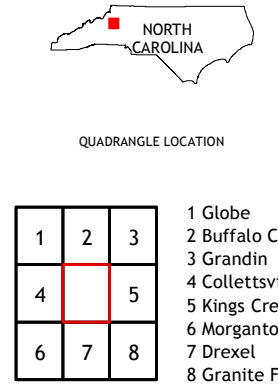 NORTH
CAROLINA
QUADRANGLE LOCATION
1 2 3
4 5
6 7 8
1 Globe
2 Buffalo C
3 Grandin
4 Collettsvi
5 Kings Cre
6 Morganto
7 Drexel
8 Granite F